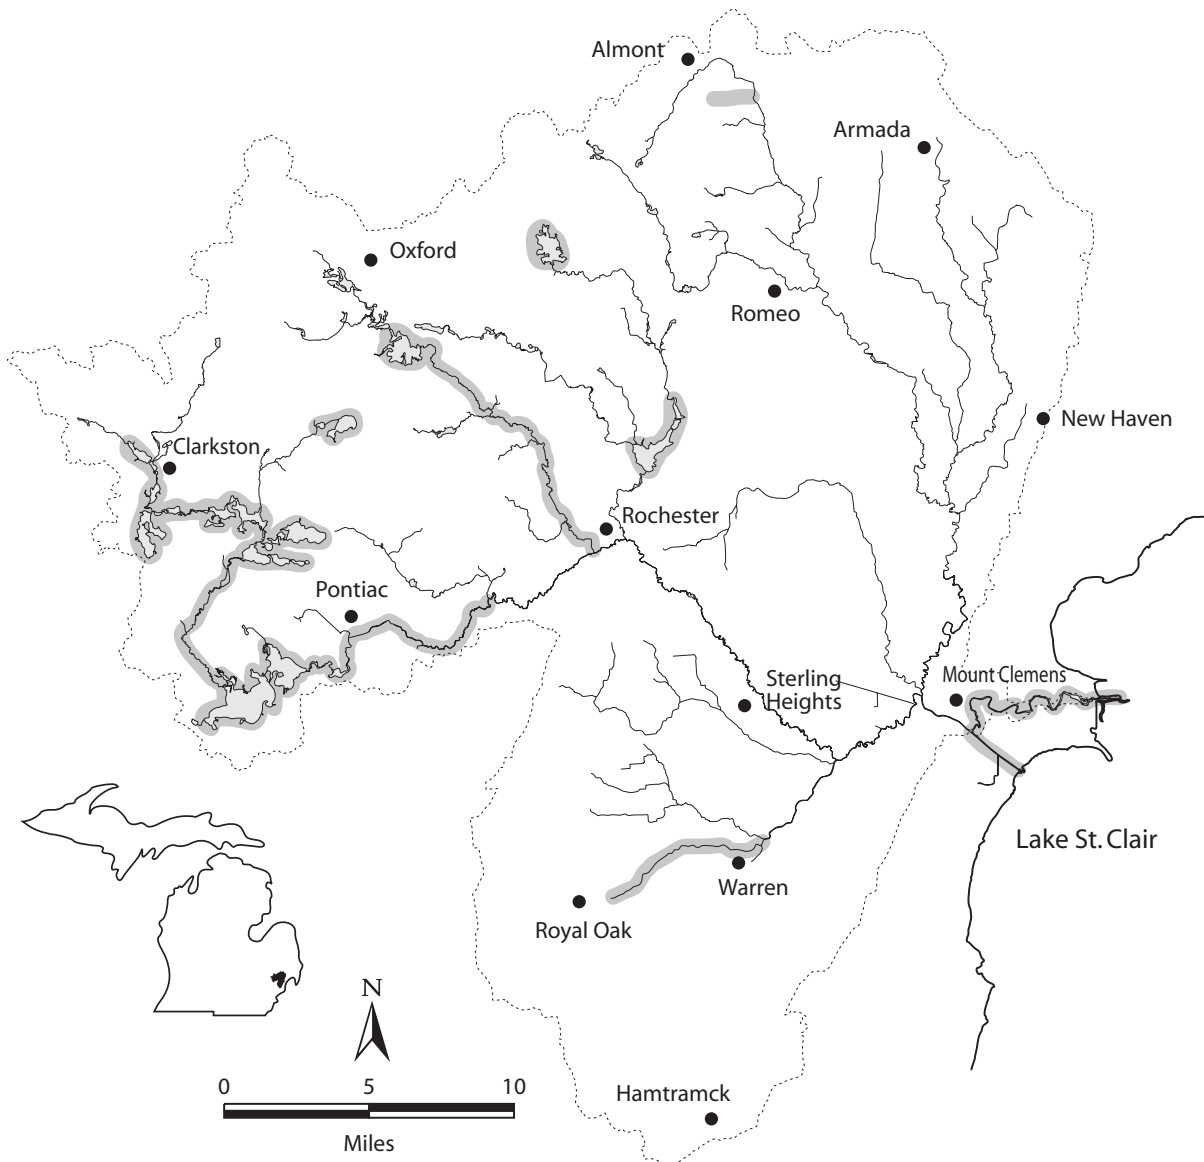 Almont
Armada
Oxford
Romeo
New Haven
Clarkston
Rochester
Pontiac
Sterling
Heights
Mount Clemens
Lake St. Clair
Warren
Royal Oak
N
0 5 10
Miles
Hamtramck